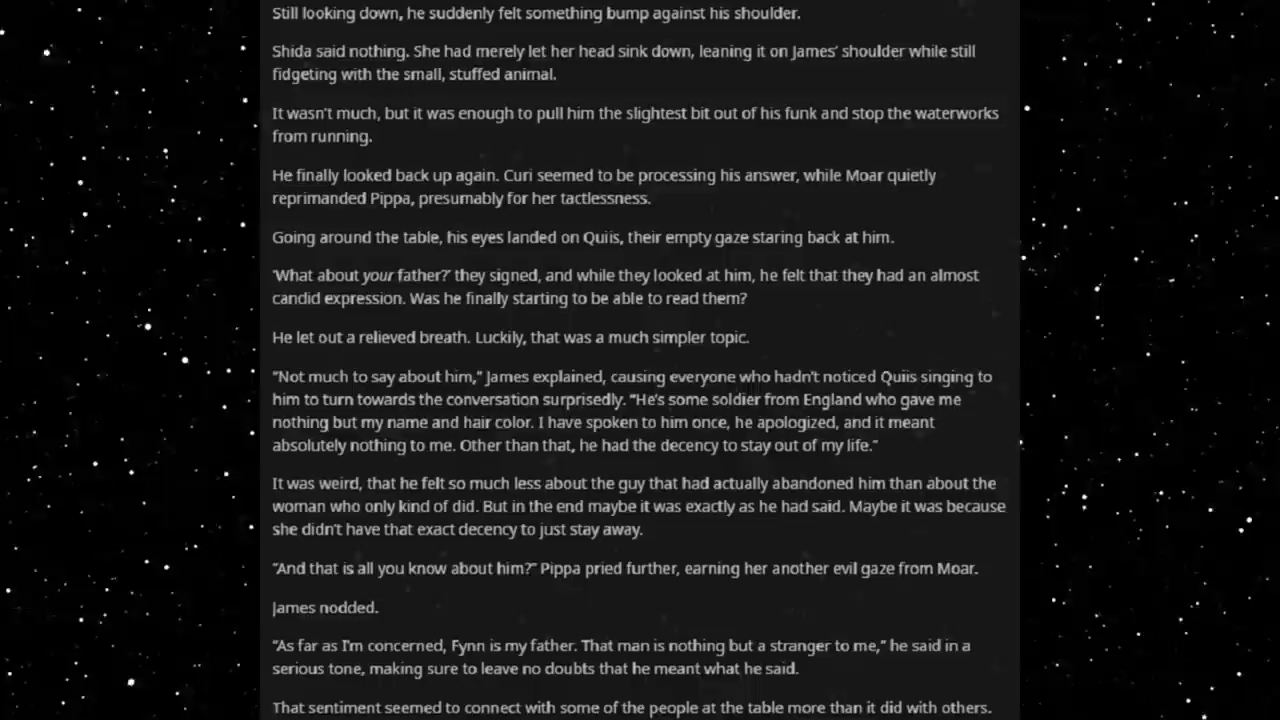 Still looking down, he suddenly felt something bump against his shoulder.
Shida said nothing. She had merely let her head sink down, leaning it on James' shoulder while still
fidgeting with the small, stuffed animal.
It wasn't much, but it was enough to pull him the slightest bit out of his funk and stop the waterworks
from running.
He finally looked back up again. Curi seemed to be processing his answer, while Moar quietly
reprimanded Pippa, presumably for her tactlessness.
Going around the table, his eyes landed on Quiis, their empty gaze staring back at him.
'What about your father?' they signed, and while they looked at him, he felt that they had an almost
candid expression. Was he finally starting to be able to read them?
He let out a relieved breath. Luckily, that was a much simpler topic.
"Not much to say about him," James explained, causing everyone who hadn't noticed Quiis singing to
him to turn towards the conversation surprisedly. "He's some soldier from England who gave me
nothing but my name and hair color. I have spoken to him once, he apologized, and it meant
absolutely nothing to me. Other than that, he had the decency to stay out of my life."
It was weird, that he felt so much less about the guy that had actually abandoned him than about the
woman who only kind of did. But in the end maybe it was exactly as he had said. Maybe it was because
she didn't have that exact decency to just stay away.
"And that is all you know about him?" Pippa pried further, earning her another evil gaze from Moar.
James nodded.
"As far as I'm concerned, Fynn is my father. That man is nothing but a stranger to me," he said in a
serious tone, making sure to leave no doubts that he meant what he said.
That sentiment seemed to connect with some of the people at the table more than it did with others.